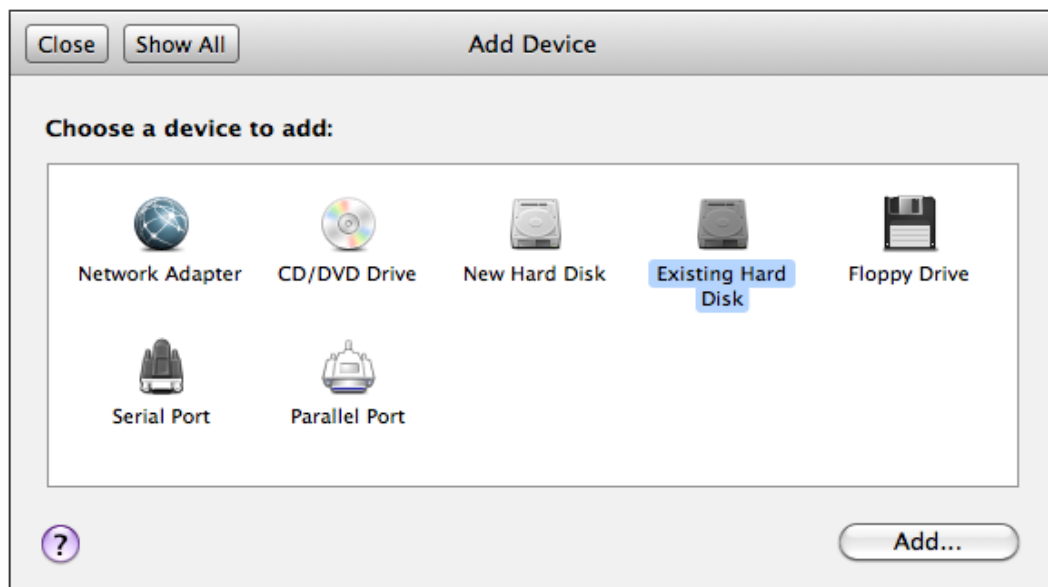 Close Show All Add Device
Choose a device to add:
Network Adapter CD/DVD Drive New Hard Disk Existing Hard Disk Floppy Drive
Serial Port Parallel Port
? Add...